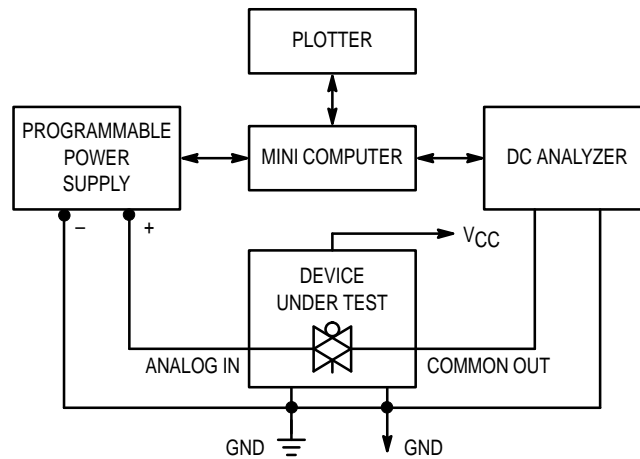 PLOTTER
PROGRAMMABLE
POWER
SUPPLY
MINI COMPUTER
DC ANALYZER
– +
VCC
DEVICE
UNDER TEST
ANALOG IN
COMMON OUT
GND
GND